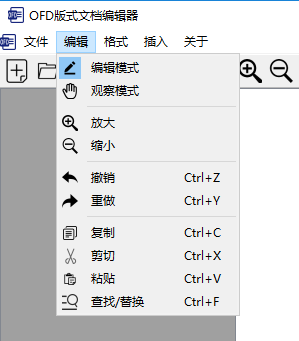 OFD版式文档编辑器
文件 编辑 格式 插入 关于
编辑模式
观察模式
放大
缩小
撤销 Ctrl+Z
重做 Ctrl+Y
复制 Ctrl+C
剪切 Ctrl+X
粘贴 Ctrl+V
查找/替换 Ctrl+F